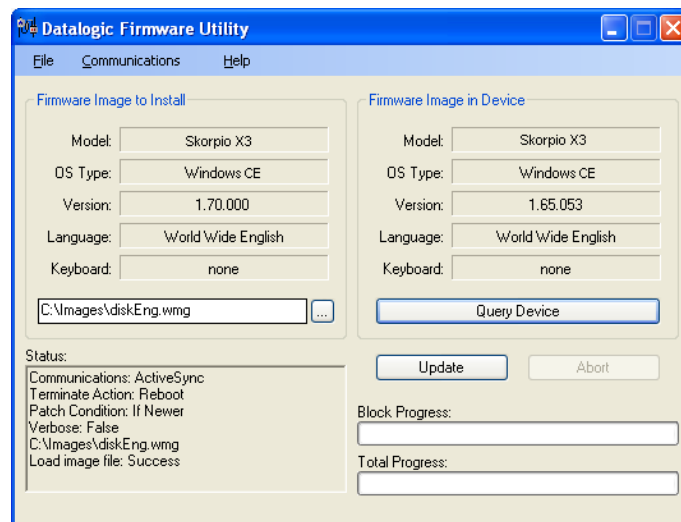 Datalogic Firmware Utility
File Communications Help
Firmware Image to Install
Model: Skorpio X3
OS Type: Windows CE
Version: 1.70.000
Language: World Wide English
Keyboard: none
C:\Images\diskEng.wmg ...
Firmware Image in Device
Model: Skorpio X3
OS Type: Windows CE
Version: 1.65.053
Language: World Wide English
Keyboard: none
Query Device
Status:
Communications: ActiveSync
Terminate Action: Reboot
Patch Condition: If Newer
Verbose: False
C:\Images\diskEng.wmg
Load image file: Success
Update Abort
Block Progress:
Total Progress: